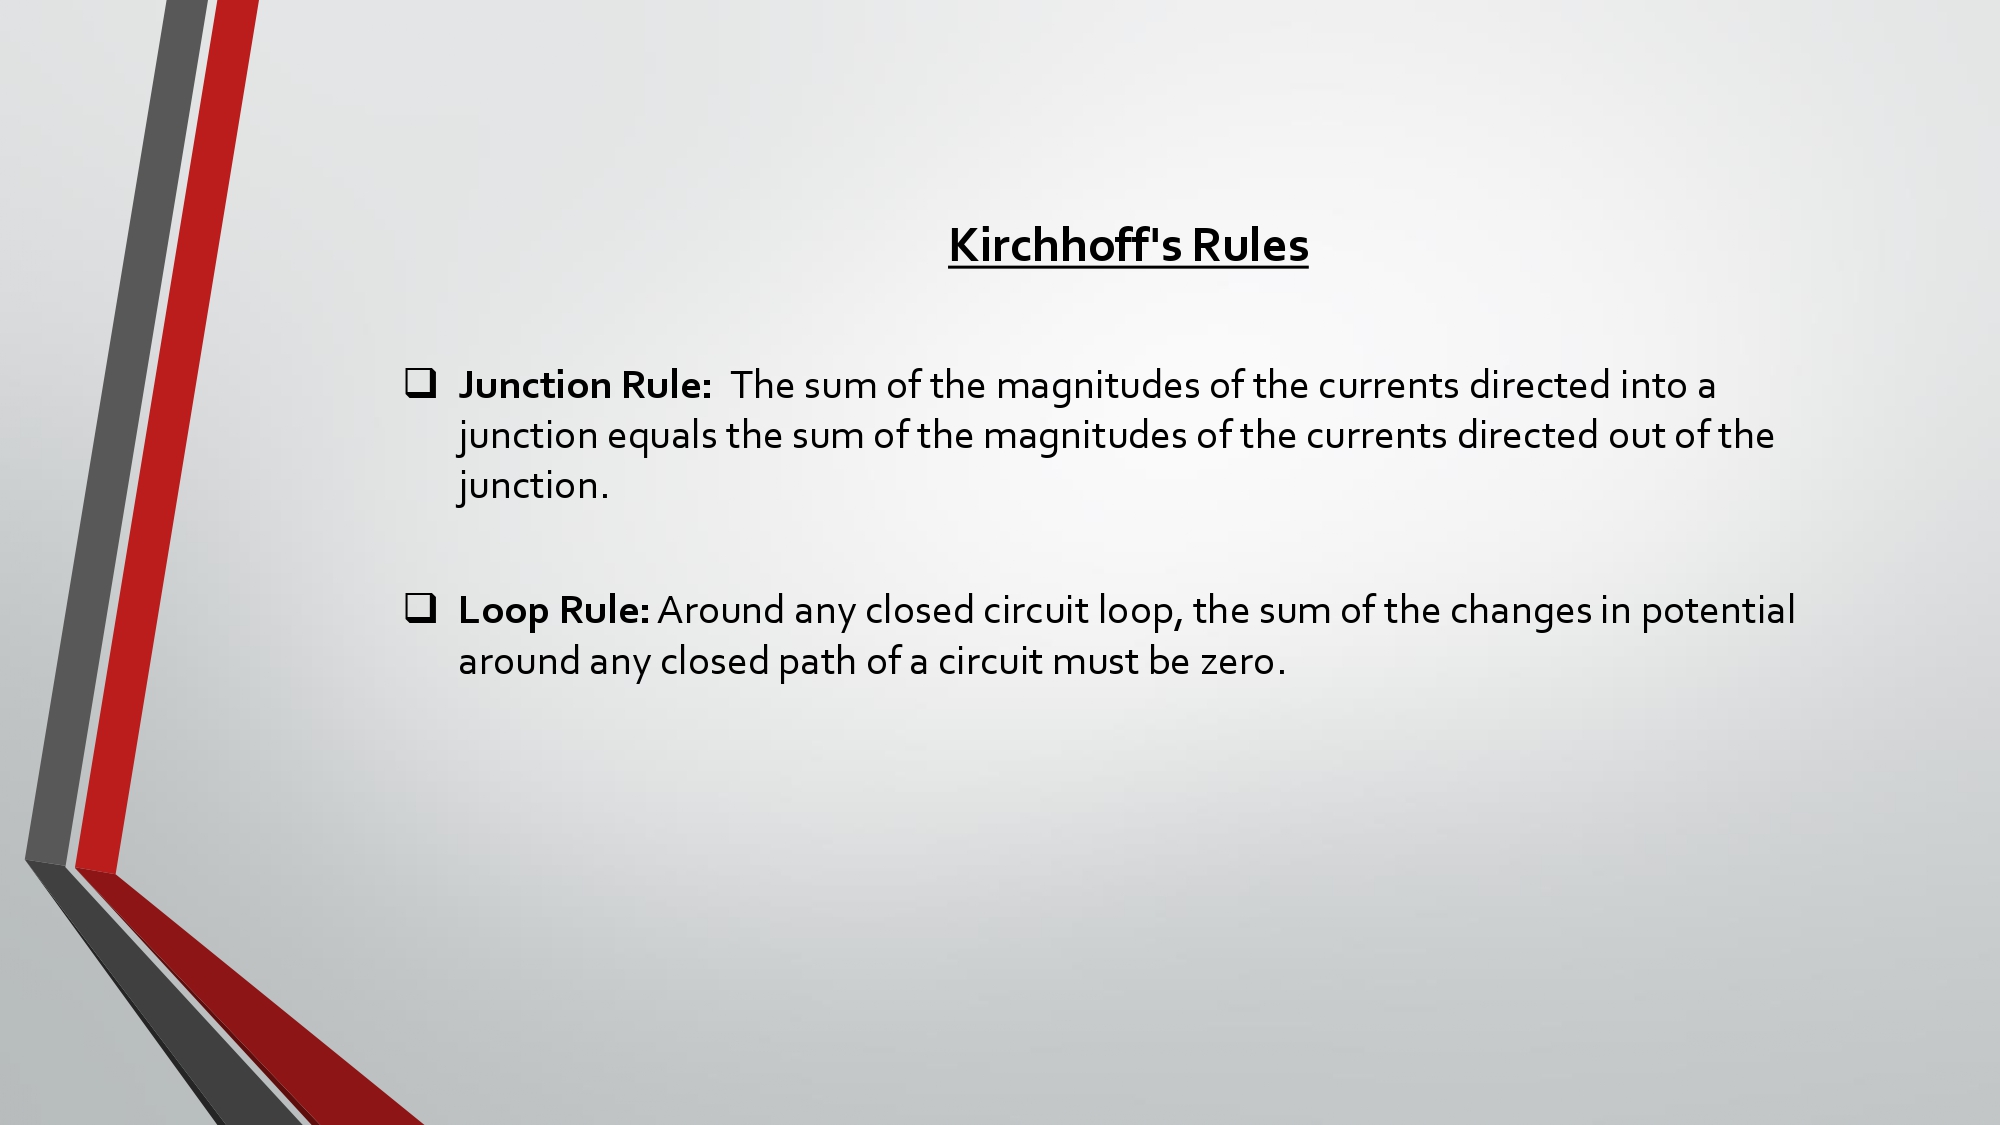 Kirchhoff's Rules
❑ Junction Rule:  The sum of the magnitudes of the currents directed into a
junction equals the sum of the magnitudes of the currents directed out of the
junction.
❑ Loop Rule: Around any closed circuit loop, the sum of the changes in potential
around any closed path of a circuit must be zero.